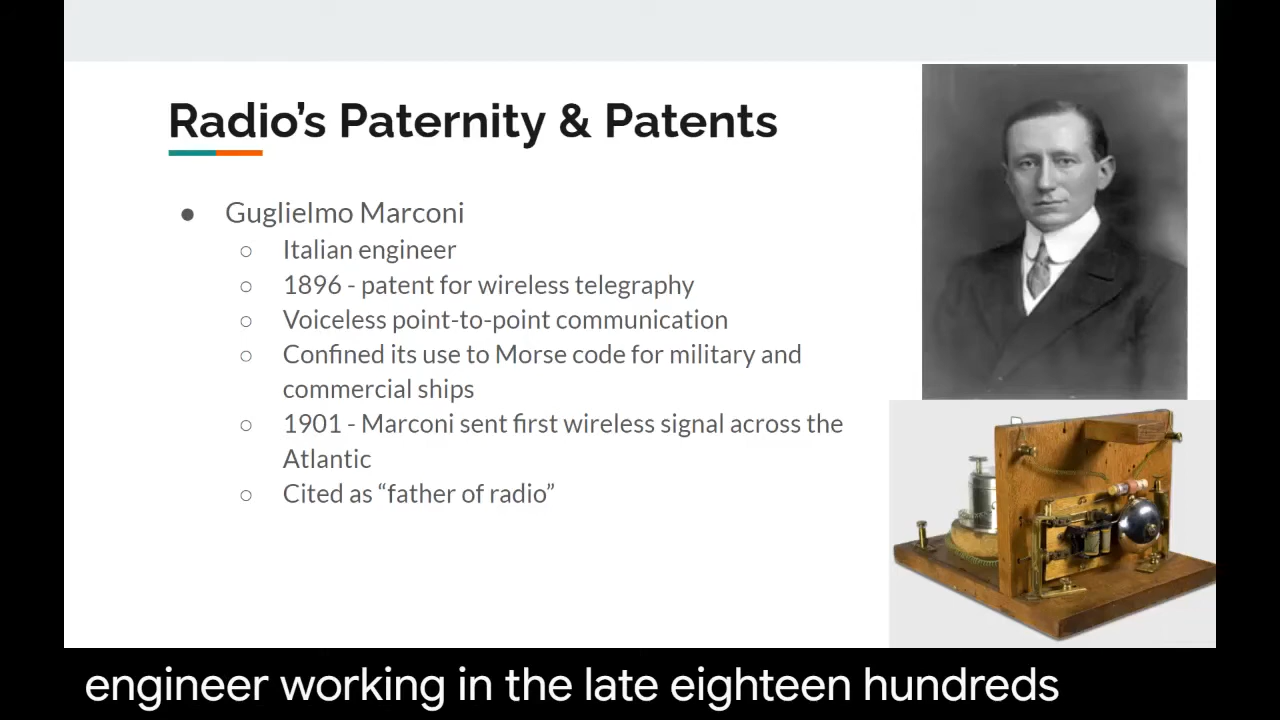 Radio’s Paternity & Patents
● Guglielmo Marconi
○ Italian engineer
○ 1896 - patent for wireless telegraphy
○ Voiceless point-to-point communication
○ Confined its use to Morse code for military and
commercial ships
○ 1901 - Marconi sent first wireless signal across the
Atlantic
○ Cited as “father of radio”
engineer working in the late eighteen hundreds